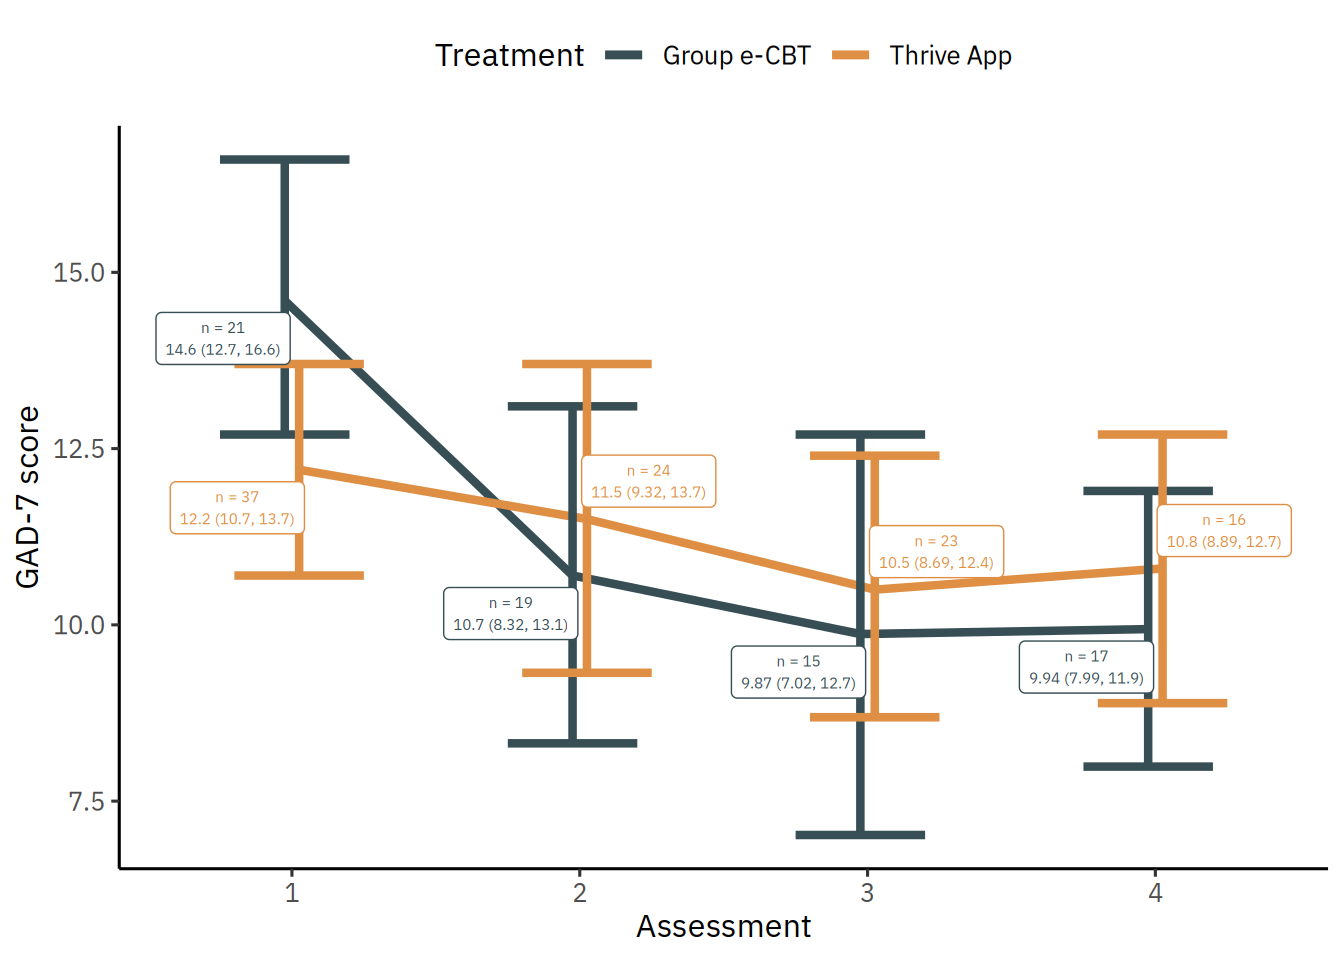 Treatment Group e-CBT Thrive App
GAD-7 score
15.0
12.5
10.0
7.5
n = 21
14.6 (12.7, 16.6)
n = 37
12.2 (10.7, 13.7)
n = 24
11.5 (9.32, 13.7)
n = 19
10.7 (8.32, 13.1)
n = 23
10.5 (8.69, 12.4)
n = 15
9.87 (7.02, 12.7)
n = 16
10.8 (8.89, 12.7)
n = 17
9.94 (7.99, 11.9)
1 2 3 4
Assessment